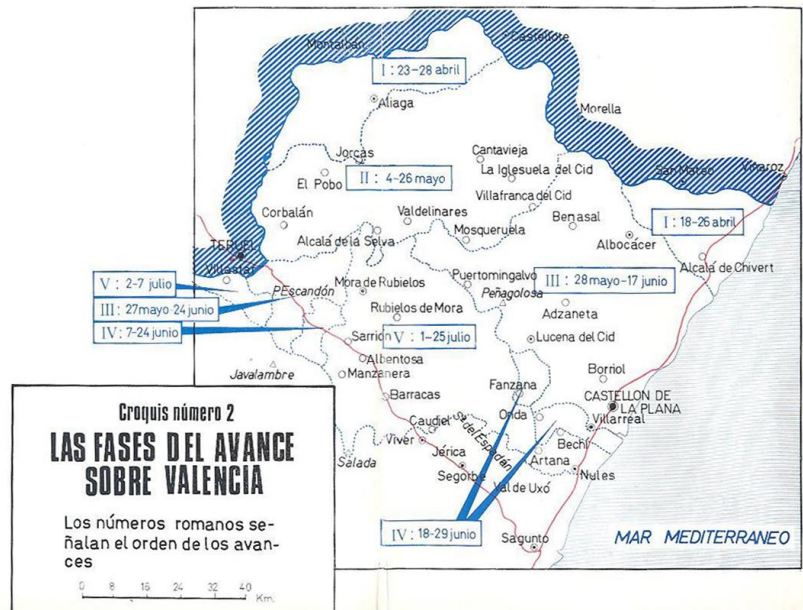 Montalbán
Castellote
I : 23-28 abril
Aliaga
Morella
Jorcas
Cantavieja
La Iglesuela del Cid
San Mateo
Vinaroz
El Pobo
II : 4-26 mayo
Villafranca del Cid
Corbalán
Valdelinares
Benasal
I : 18-26 abril
Alcalá de la Selva
Mosqueruela
Albocácer
TERUEL
Villastar
Alcalá de Chivert
V : 2-7 julio
PEscandón
Mora de Rubielos
Puertomingalvo
III : 28 mayo-17 junio
Peñagolosa
III : 27 mayo-24 junio
Rubielos de Mora
Adzaneta
IV : 7-24 junio
Sarrión
V : 1-25 julio
Lucena del Cid
Albentosa
Javalambre
Manzanera
Borriol
Barracas
Fanzana
CASTELLON DE
LA PLANA
Onda
Villarreal
Caudiel
Sª del Espadán
Bechí
Viver
Artana
Salada
Jérica
Nules
Segorbe
Val de Uxó
IV : 18-29 junio
Sagunto
MAR MEDITERRANEO
Croquis número 2
LAS FASES DEL AVANCE
SOBRE VALENCIA
Los números romanos se-
ñalan el orden de los avan-
ces
0 8 16 24 32 40
Km.